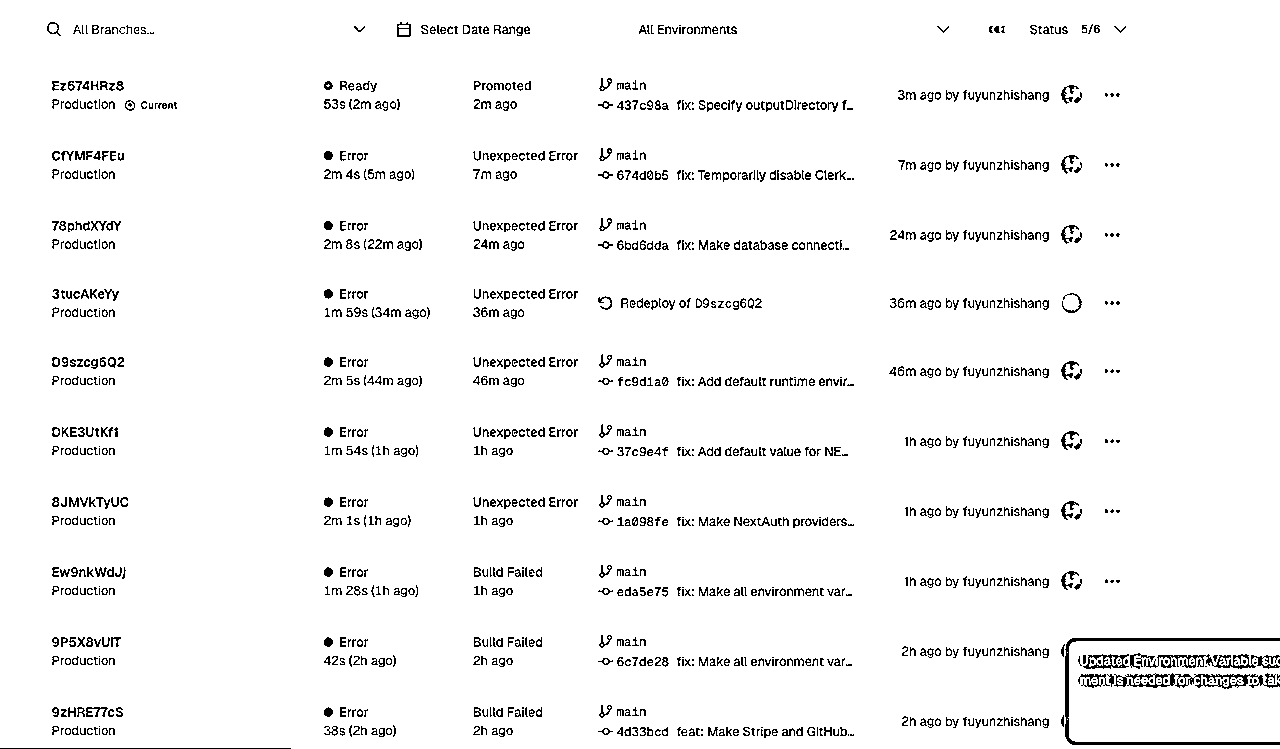 All Branches...
Select Date Range
All Environments
Status 5/6
Ez674HRz8 Ready Promoted main
Production Current 53s (2m ago) 2m ago 437c98a fix: Specify outputDirectory f... 3m ago by fuyunzhishang
CfYMF4FEu Error Unexpected Error main
Production 2m 4s (5m ago) 7m ago 674d0b5 fix: Temporarily disable Clerk... 7m ago by fuyunzhishang
78phdXYdY Error Unexpected Error main
Production 2m 8s (22m ago) 24m ago 6bd6dda fix: Make database connecti... 24m ago by fuyunzhishang
3tucAKeYy Error Unexpected Error Redeploy of D9szcg6Q2
Production 1m 59s (34m ago) 36m ago 36m ago by fuyunzhishang
D9szcg6Q2 Error Unexpected Error main
Production 2m 5s (44m ago) 46m ago fc9d1a0 fix: Add default runtime envir... 46m ago by fuyunzhishang
DKE3UtKf1 Error Unexpected Error main
Production 1m 54s (1h ago) 1h ago 37c9e4f fix: Add default value for NE... 1h ago by fuyunzhishang
8JMVkTyUC Error Unexpected Error main
Production 2m 1s (1h ago) 1h ago 1a098fe fix: Make NextAuth providers... 1h ago by fuyunzhishang
Ew9nkWdJj Error Build Failed main
Production 1m 28s (1h ago) 1h ago eda5e75 fix: Make all environment var... 1h ago by fuyunzhishang
9P5X8vUiT Error Build Failed main
Production 42s (2h ago) 2h ago 6c7de28 fix: Make all environment var... 2h ago by fuyunzhishang
9zHRE77cS Error Build Failed main
Production 38s (2h ago) 2h ago 4d33bcd feat: Make Stripe and GitHub... 2h ago by fuyunzhishang
Updated Environment Variable suc
ment is needed for changes to tak